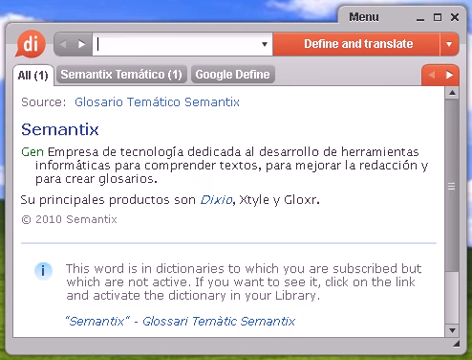 Menu
di
Define and translate
All (1) Semantix Temático (1) Google Define
Source: Glosario Temático Semantix
Semantix
Gen Empresa de tecnología dedicada al desarrollo de herramientas
informáticas para comprender textos, para mejorar la redacción y
para crear glosarios.
Su principales productos son Dixio, Xtyle y Gloxr.
© 2010 Semantix
i
This word is in dictionaries to which you are subscribed but
which are not active. If you want to see it, click on the link
and activate the dictionary in your Library.
"Semantix" - Glossari Temàtic Semantix